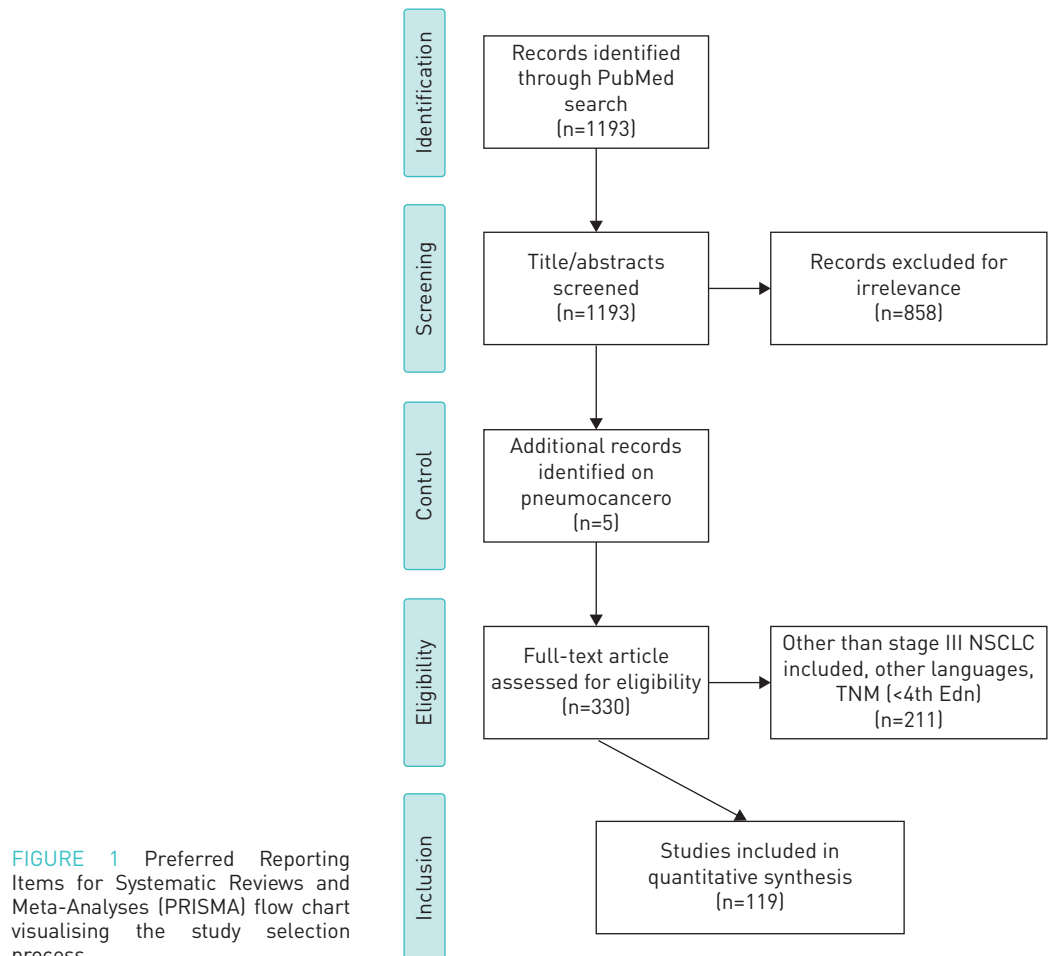 Identification
Records identified
through PubMed
search
(n=1193)
Screening
Title/abstracts
screened
(n=1193)
Records excluded for
irrelevance
(n=858)
Control
Additional records
identified on
pneumocancero
(n=5)
Eligibility
Full-text article
assessed for eligibility
(n=330)
Other than stage III NSCLC
included, other languages,
TNM (<4th Edn)
(n=211)
Inclusion
Studies included in
quantitative synthesis
(n=119)
FIGURE 1 Preferred Reporting
Items for Systematic Reviews and
Meta-Analyses (PRISMA) flow chart
visualising the study selection
process